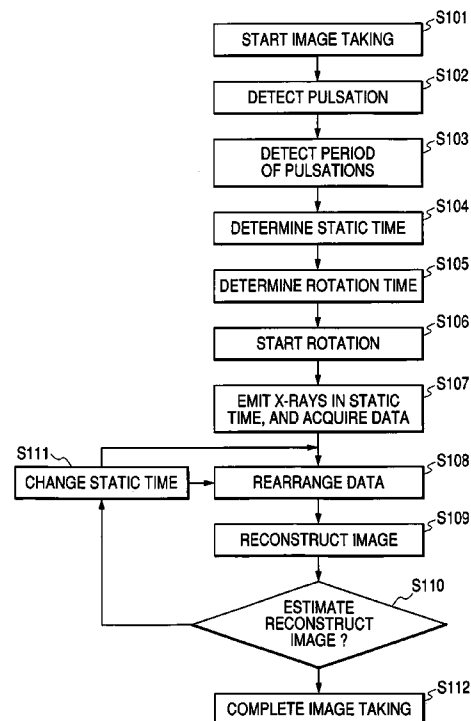 S101
START IMAGE TAKING
S102
DETECT PULSATION
S103
DETECT PERIOD
OF PULSATIONS
S104
DETERMINE STATIC TIME
S105
DETERMINE ROTATION TIME
S106
START ROTATION
S107
EMIT X-RAYS IN STATIC
TIME, AND ACQUIRE DATA
S111
CHANGE STATIC TIME
S108
REARRANGE DATA
S109
RECONSTRUCT IMAGE
S110
ESTIMATE
RECONSTRUCT
IMAGE ?
S112
COMPLETE IMAGE TAKING